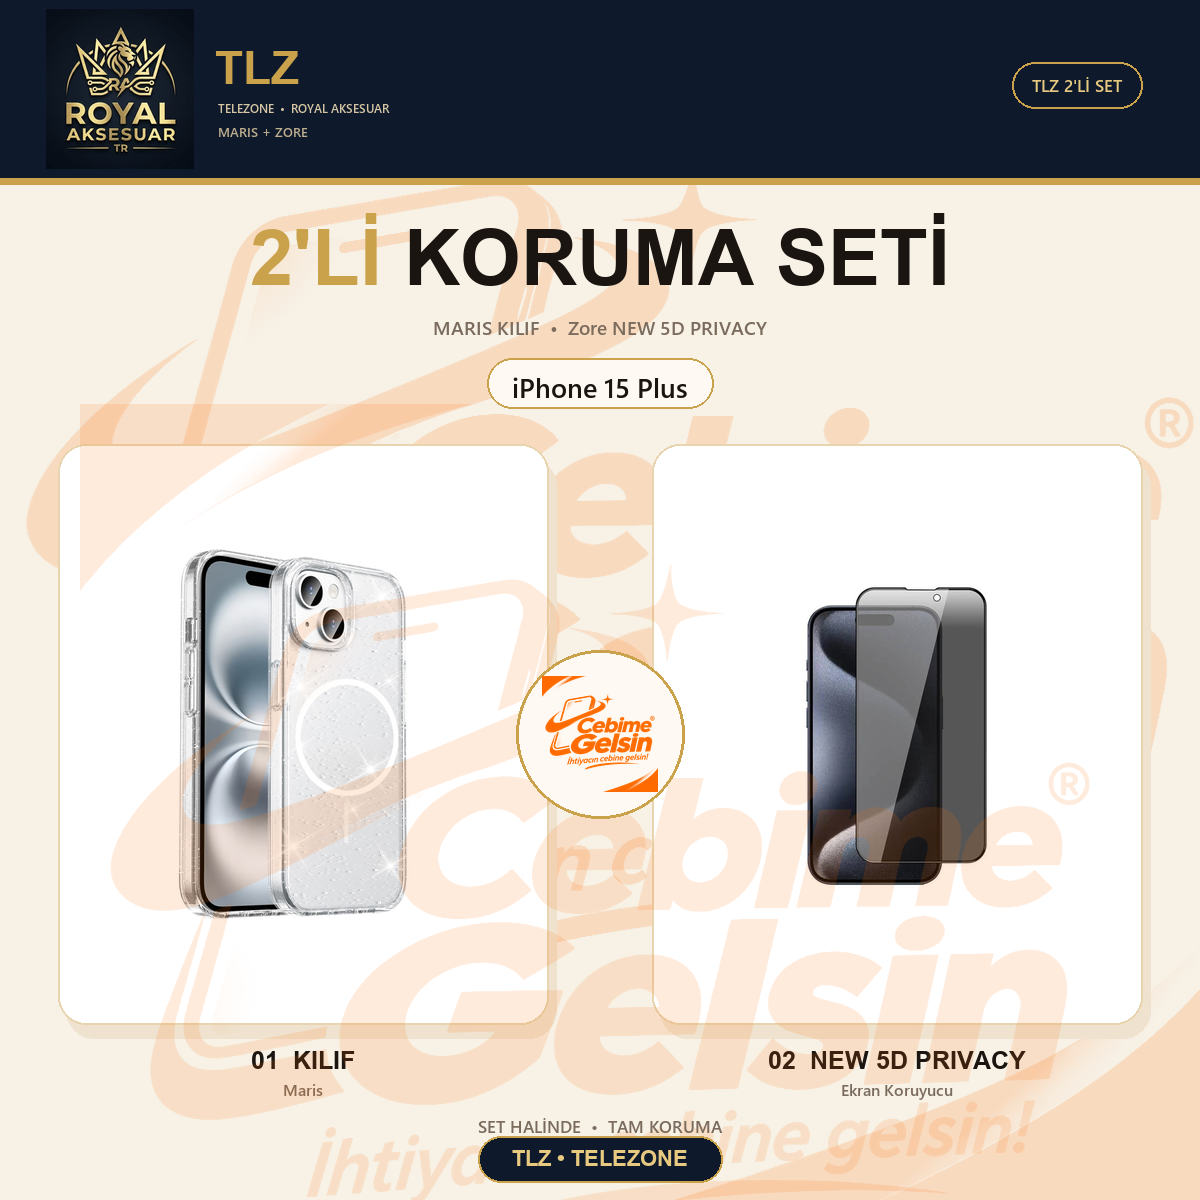 ROYAL
AKSESUAR
TR
TLZ
TELEZONE • ROYAL AKSESUAR
MARIS + ZORE
TLZ 2'Lİ SET
2'Lİ KORUMA SETİ
MARIS KILIF • Zore NEW 5D PRIVACY
iPhone 15 Plus
Cebime®
Gelsin
İhtiyacın cebine gelsin!
Cebime®
Gelsin
01 KILIF
Maris
02 NEW 5D PRIVACY
Ekran Koruyucu
SET HALİNDE • TAM KORUMA
TLZ • TELEZONE